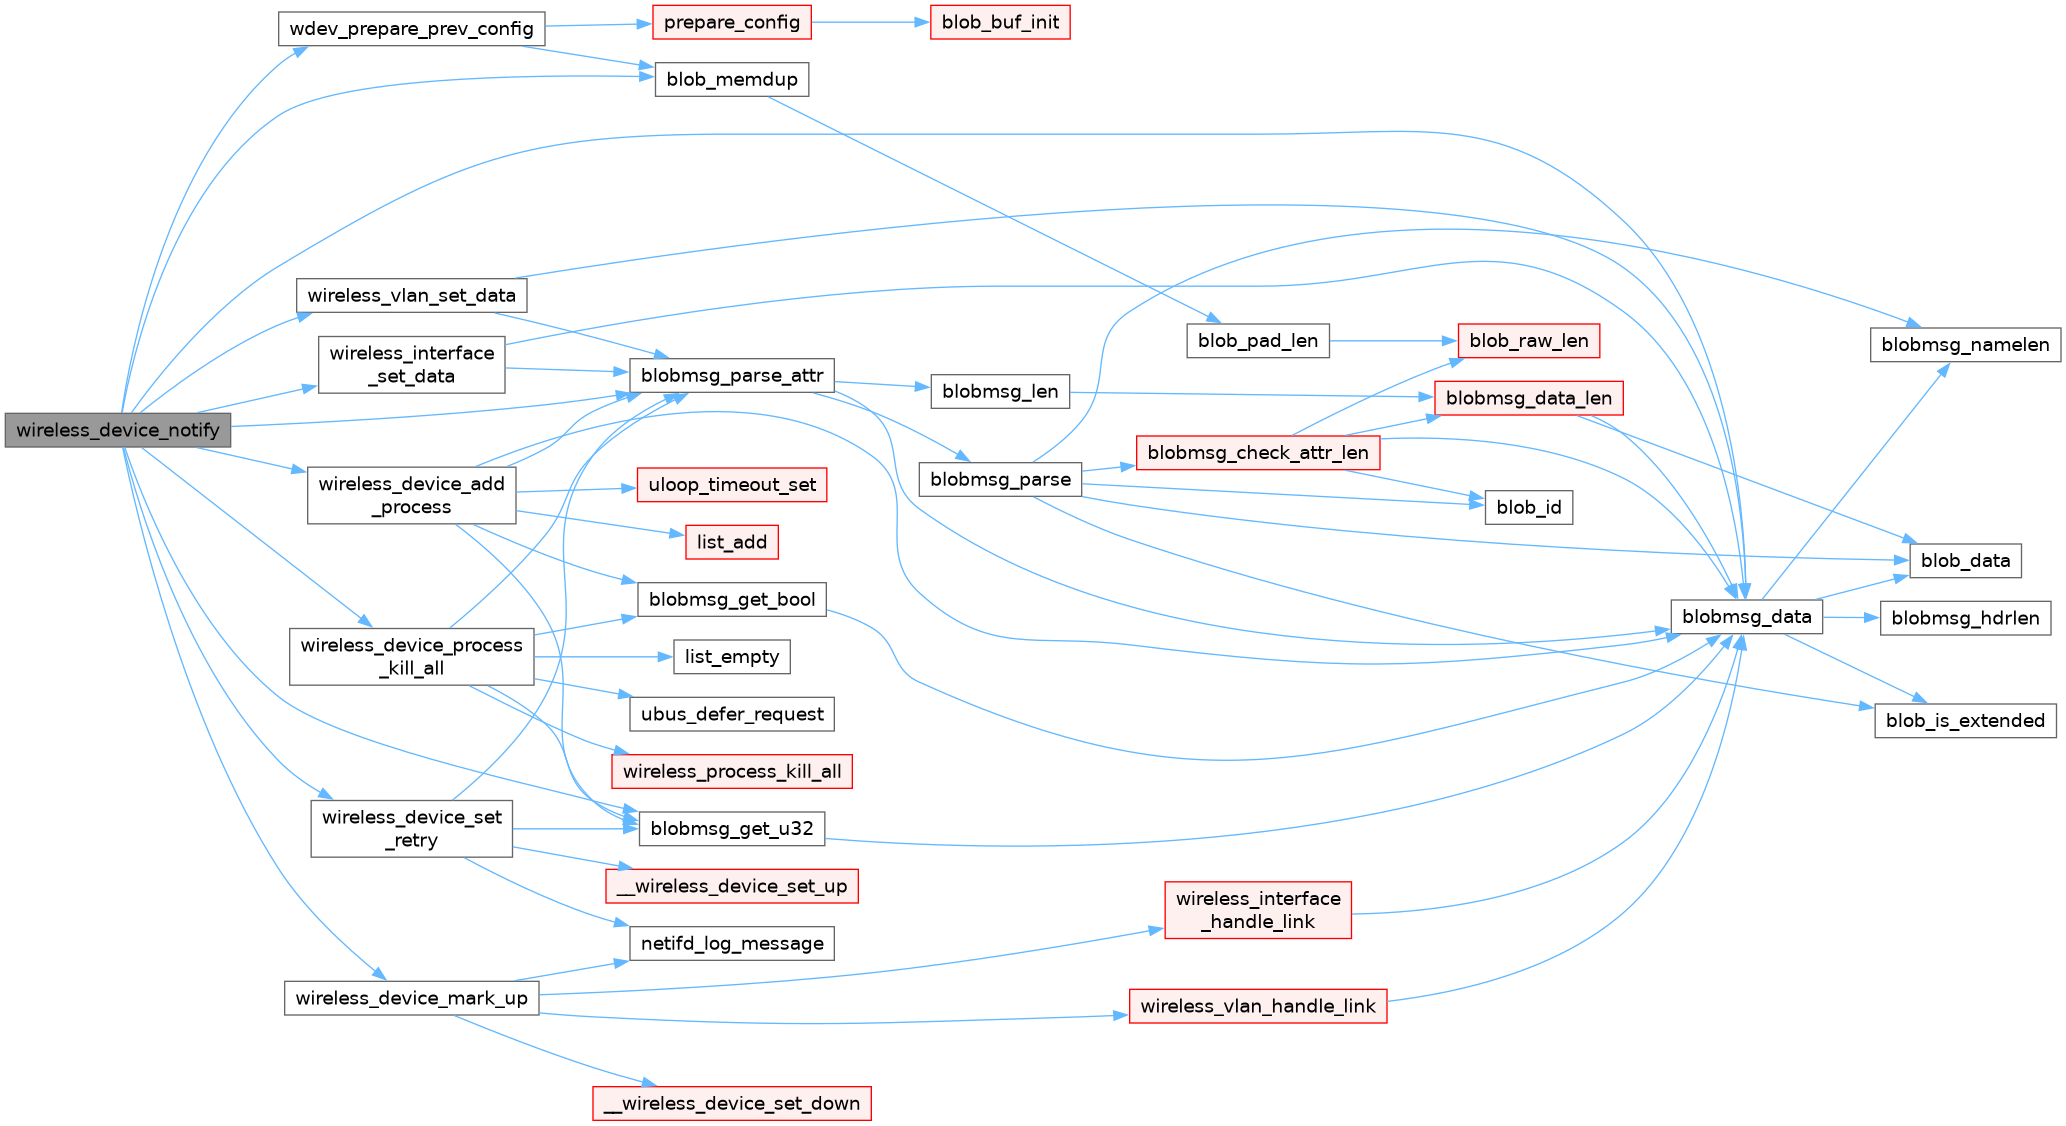 wireless_device_notify
wdev_prepare_prev_config
prepare_config
blob_buf_init
blob_memdup
wireless_vlan_set_data
wireless_interface
_set_data
blobmsg_parse_attr
wireless_device_add
_process
uloop_timeout_set
list_add
blobmsg_get_bool
wireless_device_process
_kill_all
list_empty
ubus_defer_request
wireless_process_kill_all
wireless_device_set
_retry
blobmsg_get_u32
__wireless_device_set_up
netifd_log_message
wireless_device_mark_up
__wireless_device_set_down
blobmsg_len
blobmsg_parse
blob_pad_len
blobmsg_check_attr_len
wireless_interface
_handle_link
wireless_vlan_handle_link
blob_raw_len
blobmsg_data_len
blob_id
blobmsg_data
blobmsg_namelen
blob_data
blobmsg_hdrlen
blob_is_extended